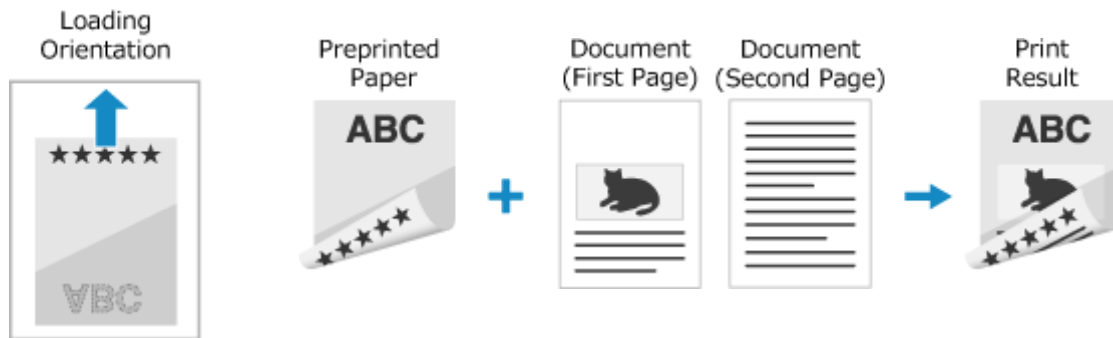 Loading
Orientation
Preprinted
Paper
Document
(First Page)
Document
(Second Page)
Print
Result
★★★★★
ABC
ABC
★★★★★
ABC
★★★★★